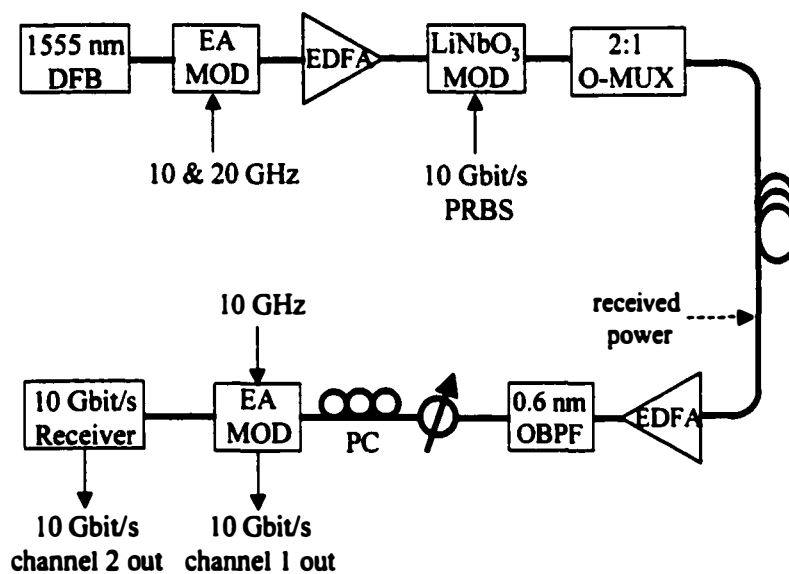 1555 nm
DFB
EA
MOD
EDFA
LiNbO₃
MOD
2:1
O-MUX
10 & 20 GHz
10 Gbit/s
PRBS
received
power
10 GHz
10 Gbit/s
Receiver
EA
MOD
PC
0.6 nm
OBPF
EDFA
10 Gbit/s
channel 2 out
10 Gbit/s
channel 1 out